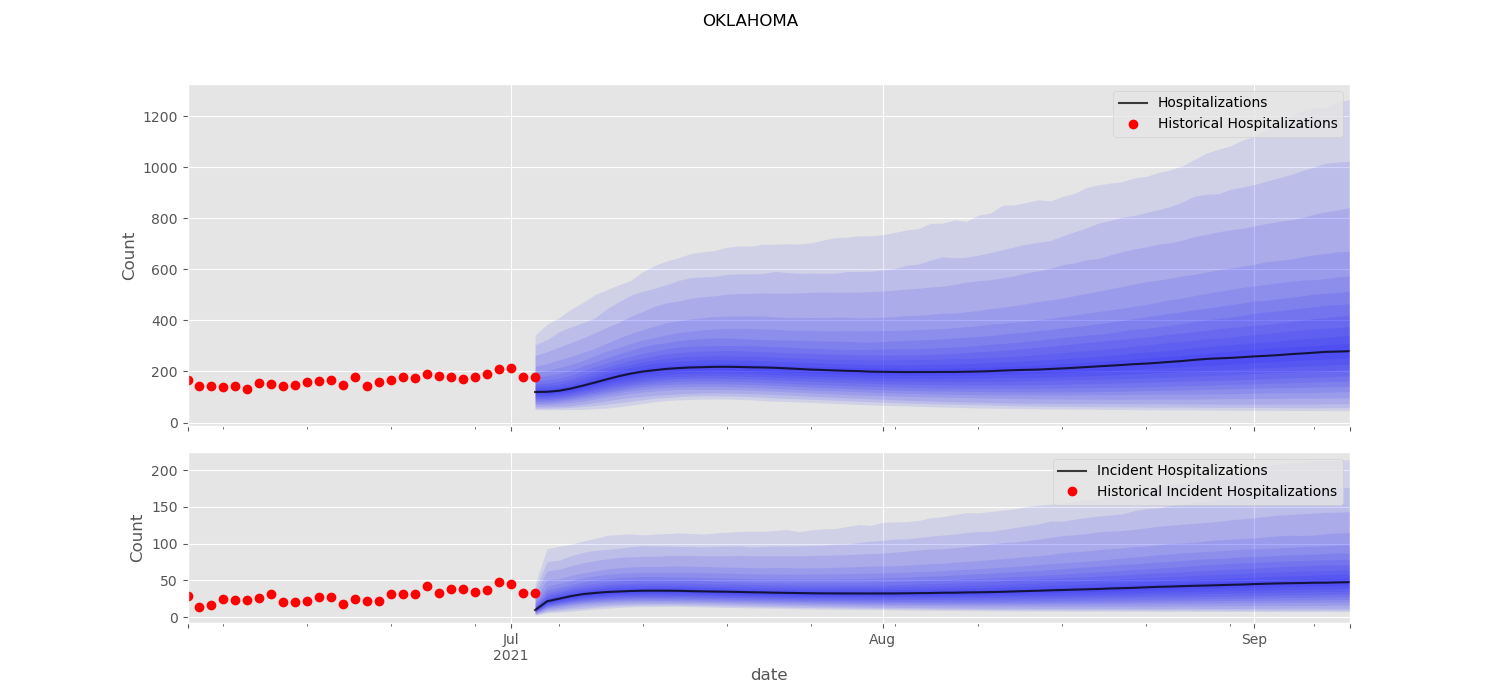 OKLAHOMA
Hospitalizations
Historical Hospitalizations
1200
1000
800
600
400
200
0
Count
Incident Hospitalizations
Historical Incident Hospitalizations
200
150
100
50
0
Count
Jul
2021
Aug
Sep
date